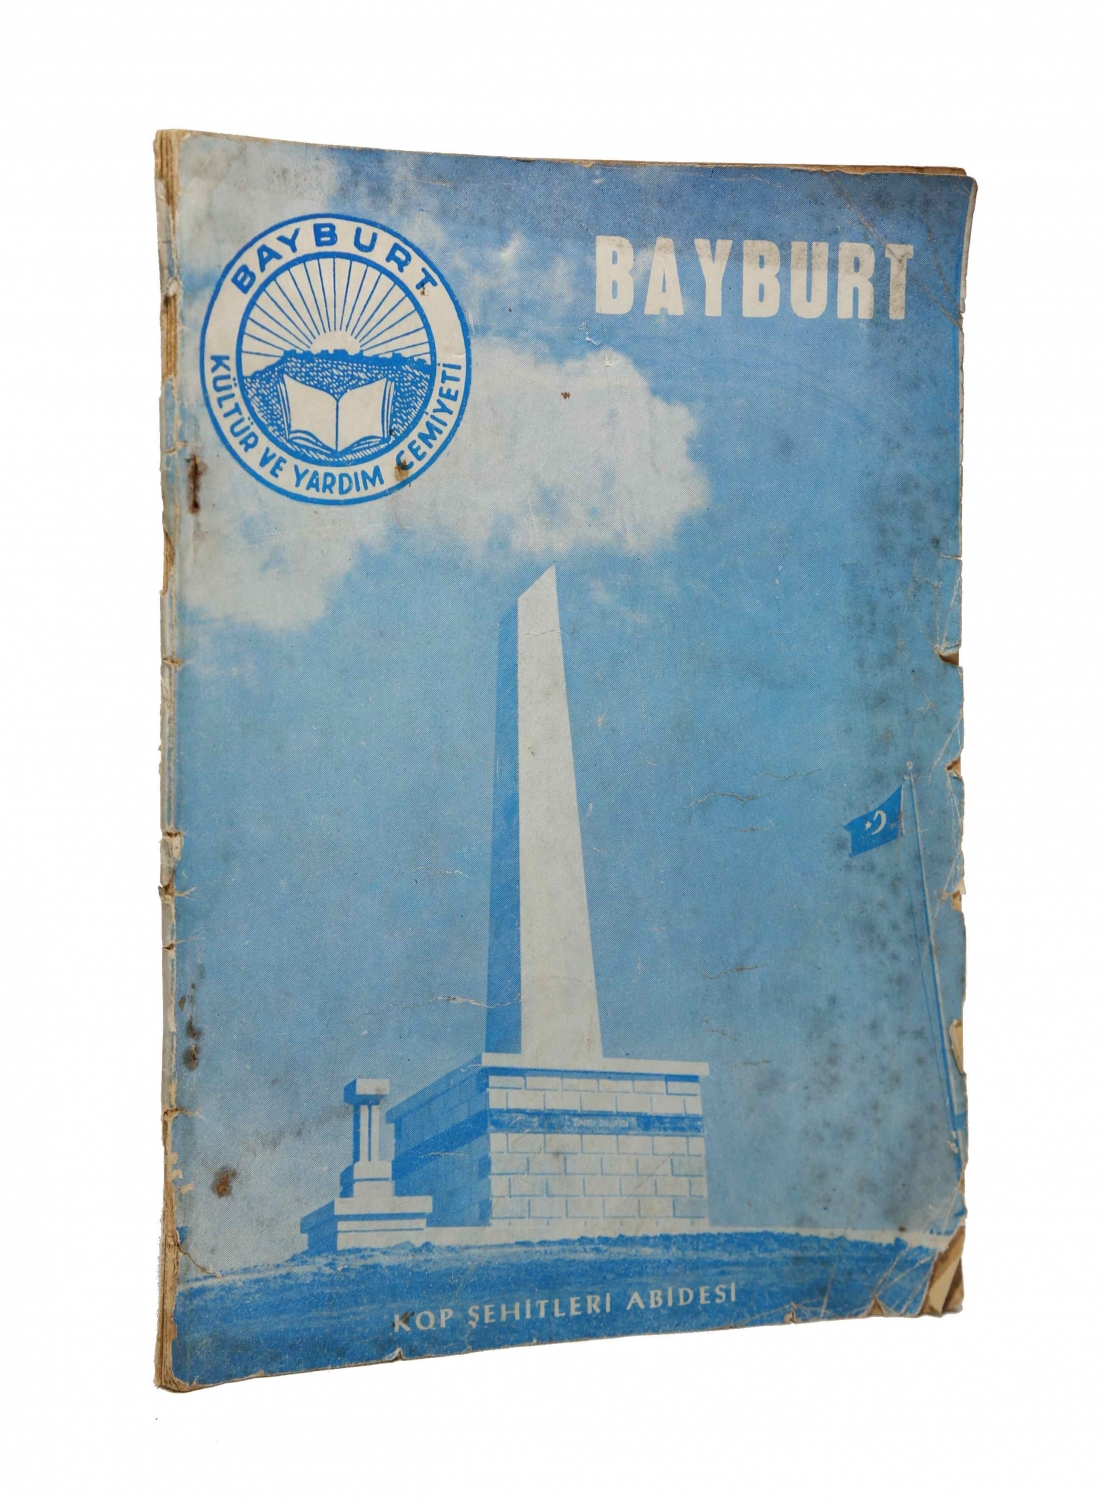 BAYBURT
KÜLTÜR VE YARDIM CEMİYETİ
BAYBURT
KOP ŞEHİTLERİ ABİDESİ